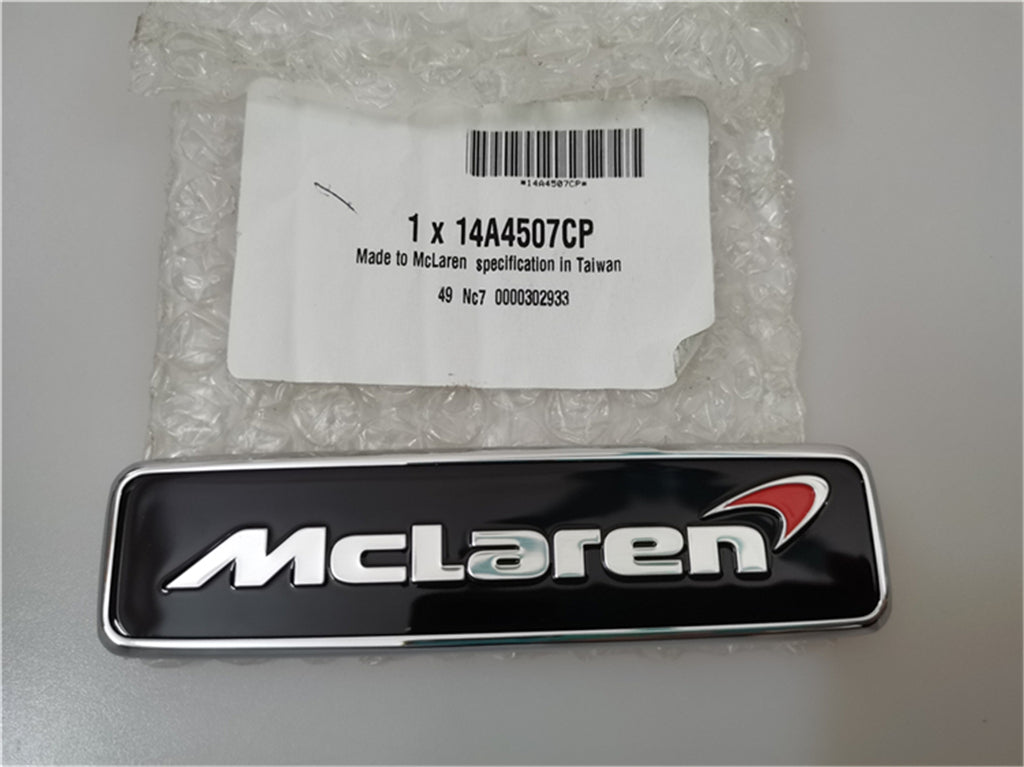 *14A4507CP*
1 x 14A4507CP
Made to McLaren specification in Taiwan
49 Nc7 0000302933
McLaren